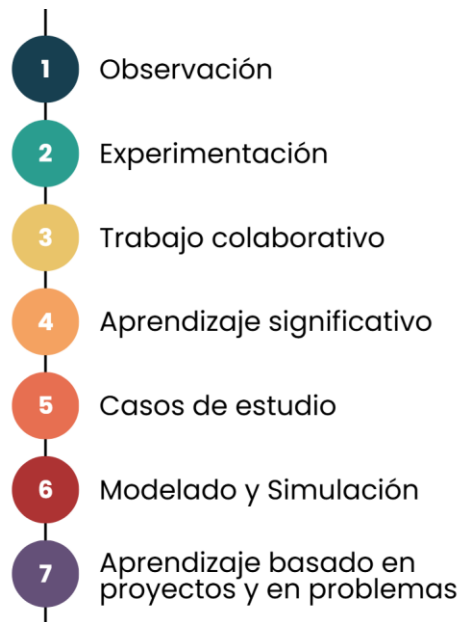 1 Observación
2 Experimentación
3 Trabajo colaborativo
4 Aprendizaje significativo
5 Casos de estudio
6 Modelado y Simulación
7 Aprendizaje basado en
proyectos y en problemas